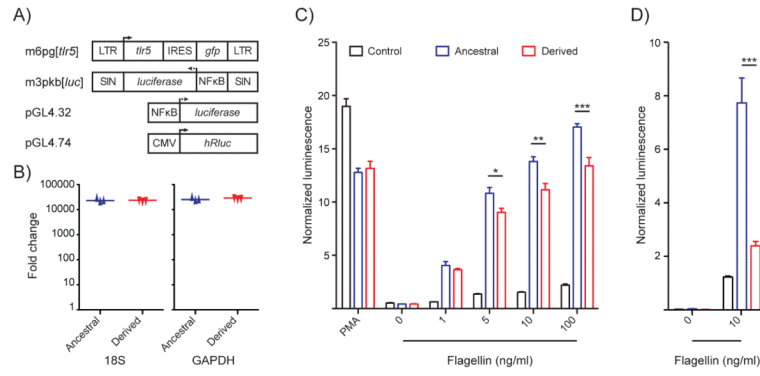 A)
m6pg[tlr5] LTR tlr5 IRES gfp LTR
m3pkb[luc] SIN luciferase NFκB SIN
pGL4.32 NFκB luciferase
pGL4.74 CMV hRluc
B)
Fold change
100000
10000
1000
100
10
1
Ancestral Derived Ancestral Derived
18S GAPDH
C)
Control Ancestral Derived
Normalized luminescence
25
20
15
10
5
* ** ***
PMA 0 1 5 10 100
Flagellin (ng/ml)
D)
Normalized luminescence
10
8
6
4
2
***
0 10
Flagellin (ng/ml)